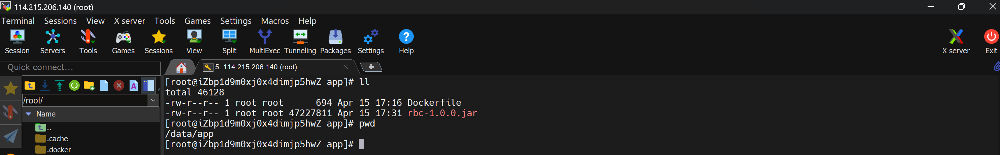 114.215.206.140 (root)
Terminal Sessions View X server Tools Games Settings Macros Help
Session Servers Tools Games Sessions View Split MultiExec Tunneling Packages Settings Help X server Exit
Quick connect...
5. 114.215.206.140 (root)
/root/
Name
..
.cache
.docker
[root@iZbp1d9m0xj0x4dimjp5hwZ app]# ll
total 46128
-rw-r--r-- 1 root root      694 Apr 15 17:16 Dockerfile
-rw-r--r-- 1 root root 47227811 Apr 15 17:31 rbc-1.0.0.jar
[root@iZbp1d9m0xj0x4dimjp5hwZ app]# pwd
/data/app
[root@iZbp1d9m0xj0x4dimjp5hwZ app]#